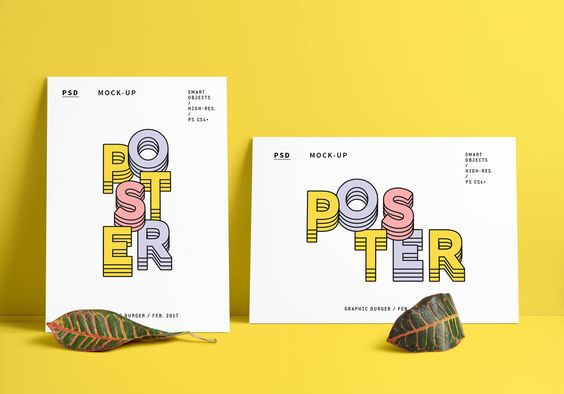 PSD MOCK-UP
SMART
OBJECTS
/
HIGH-RES.
/
PS CS4+
PO
ST
ER
BURGER / FEB. 2017
PSD MOCK-UP
SMART
OBJECTS
/
HIGH-RES.
/
PS CS4+
POS
TER
GRAPHIC BURGER / FEB